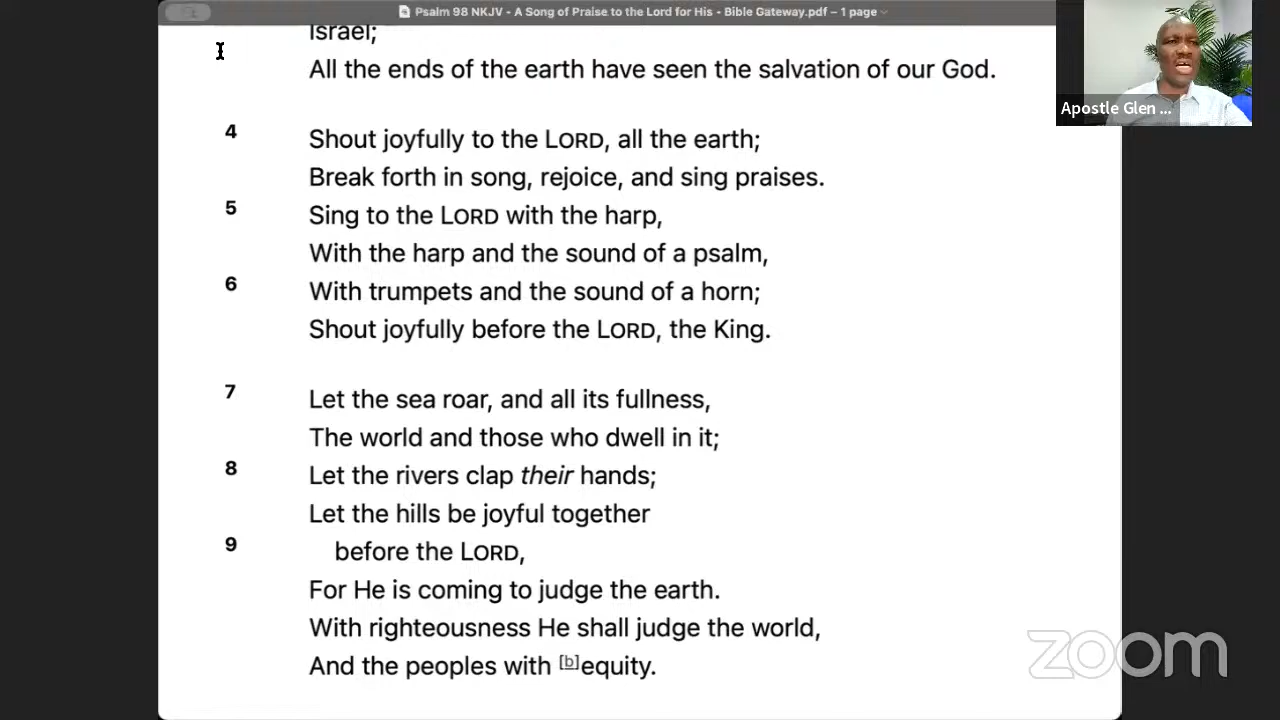 Psalm 98 NKJV - A Song of Praise to the Lord for His - Bible Gateway.pdf – 1 page
Israel;
All the ends of the earth have seen the salvation of our God.
Apostle Glen ...
4 Shout joyfully to the LORD, all the earth;
Break forth in song, rejoice, and sing praises.
5 Sing to the LORD with the harp,
With the harp and the sound of a psalm,
6 With trumpets and the sound of a horn;
Shout joyfully before the LORD, the King.
7 Let the sea roar, and all its fullness,
The world and those who dwell in it;
8 Let the rivers clap their hands;
Let the hills be joyful together
9 before the LORD,
For He is coming to judge the earth.
With righteousness He shall judge the world,
And the peoples with [b]equity.
zoom